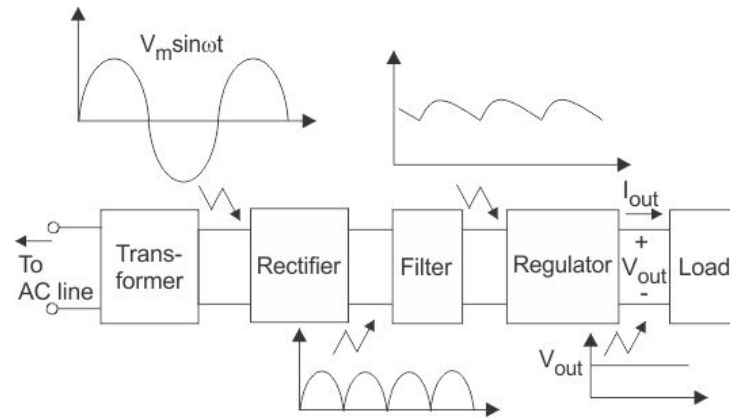 V_m sinωt
To
AC line
Trans-
former
Rectifier
Filter
Regulator
I_out
+
V_out
-
Load
V_out